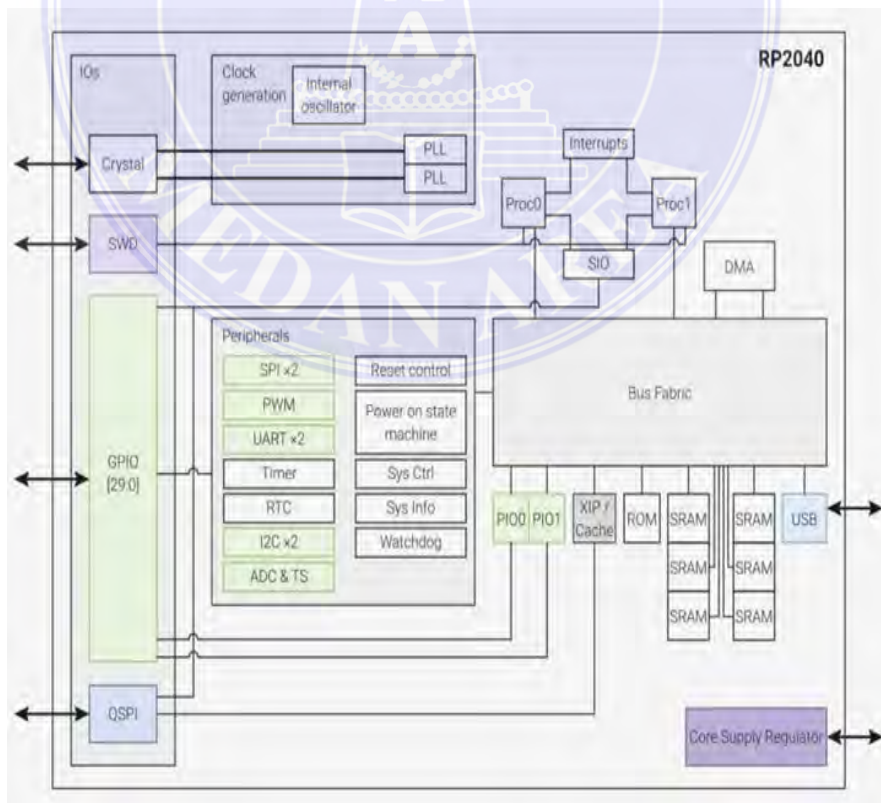 RP2040
IOs
Clock
generation
Internal
oscillator
Crystal
PLL
PLL
Interrupts
Proc0
Proc1
SWD
SIO
DMA
Peripherals
SPI ×2
PWM
UART ×2
Timer
RTC
I2C ×2
ADC & TS
Reset control
Power on state
machine
Sys Ctrl
Sys Info
Watchdog
Bus Fabric
GPIO
[29:0]
PIO0
PIO1
XIP /
Cache
ROM
SRAM
SRAM
USB
SRAM
SRAM
SRAM
SRAM
QSPI
Core Supply Regulator
MEDAN AREA
A